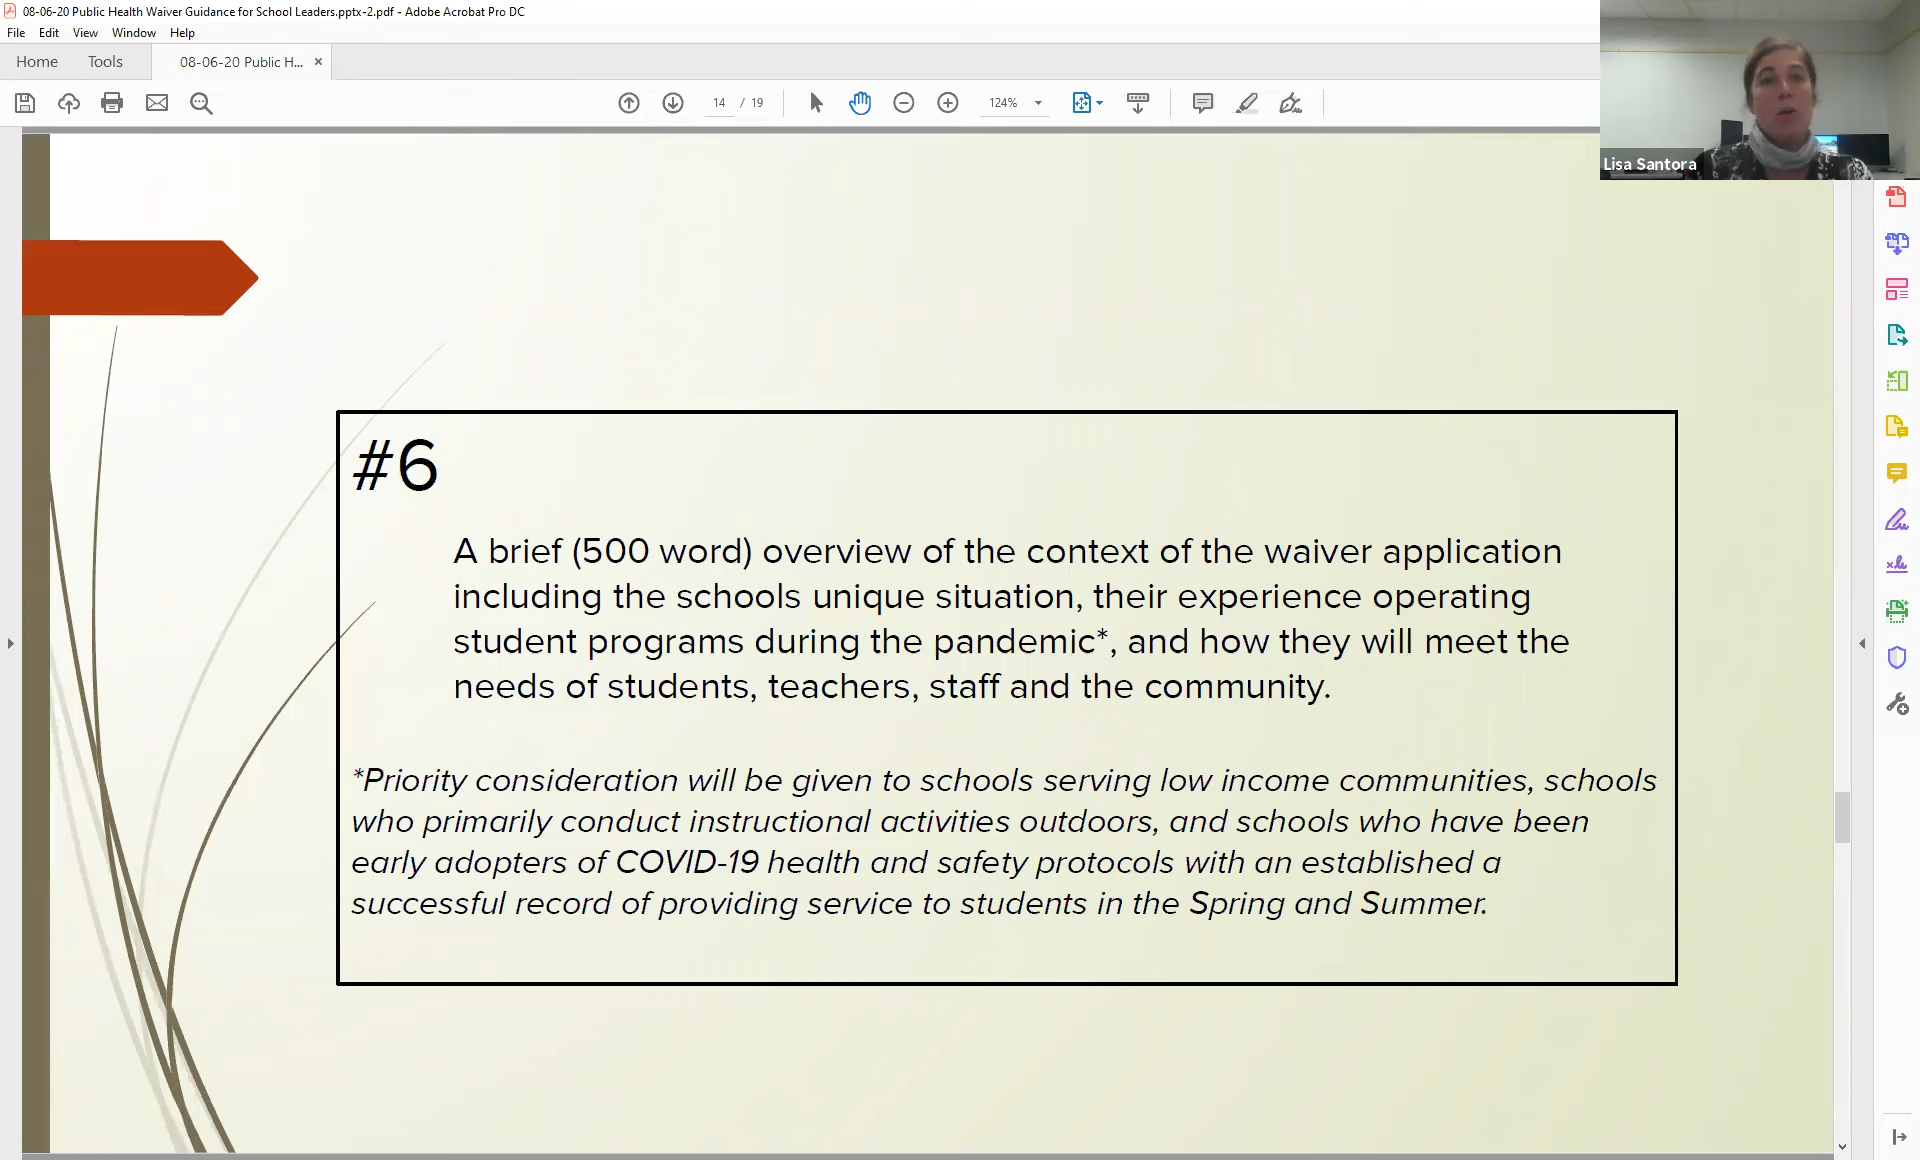 08-06-20 Public Health Waiver Guidance for School Leaders.pptx-2.pdf - Adobe Acrobat Pro DC
File Edit View Window Help
Home Tools 08-06-20 Public H... ×
14 / 19 124%
Lisa Santora
#6
A brief (500 word) overview of the context of the waiver application
including the schools unique situation, their experience operating
student programs during the pandemic*, and how they will meet the
needs of students, teachers, staff and the community.
*Priority consideration will be given to schools serving low income communities, schools
who primarily conduct instructional activities outdoors, and schools who have been
early adopters of COVID-19 health and safety protocols with an established a
successful record of providing service to students in the Spring and Summer.